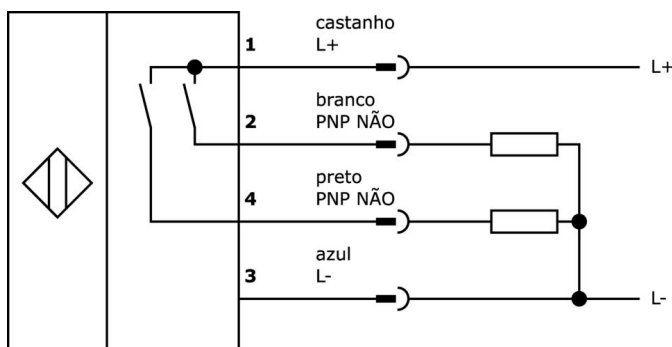 castanho
1 L+ L+
branco
2 PNP NÃO
preto
4 PNP NÃO
azul
3 L- L-